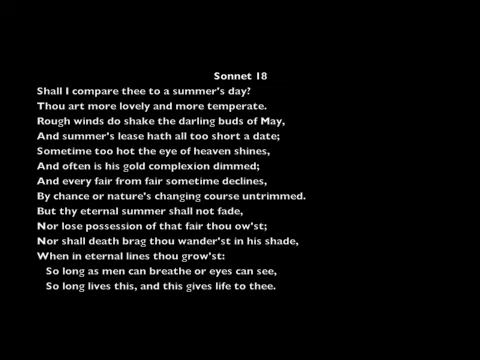 Sonnet 18
Shall I compare thee to a summer's day?
Thou art more lovely and more temperate.
Rough winds do shake the darling buds of May,
And summer's lease hath all too short a date;
Sometime too hot the eye of heaven shines,
And often is his gold complexion dimmed;
And every fair from fair sometime declines,
By chance or nature's changing course untrimmed.
But thy eternal summer shall not fade,
Nor lose possession of that fair thou ow'st;
Nor shall death brag thou wander'st in his shade,
When in eternal lines thou grow'st:
So long as men can breathe or eyes can see,
So long lives this, and this gives life to thee.